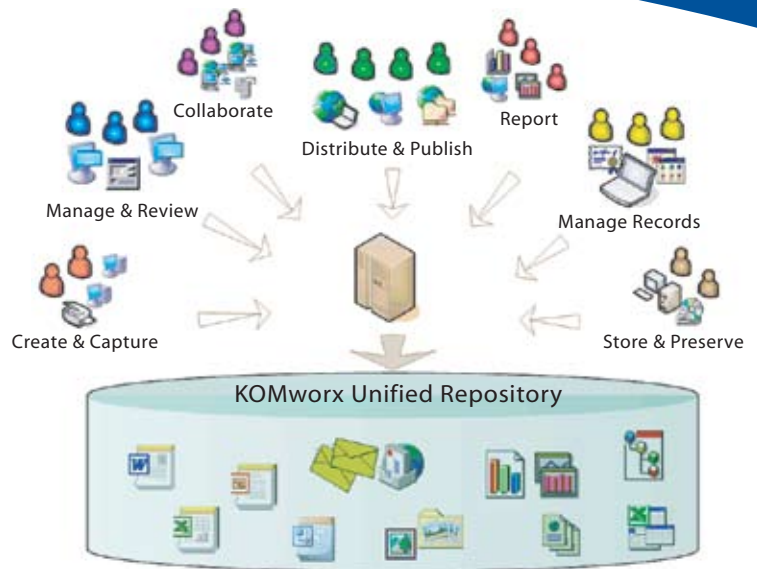 Collaborate
Distribute & Publish
Report
Manage & Review
Manage Records
Create & Capture
Store & Preserve
KOMworx Unified Repository